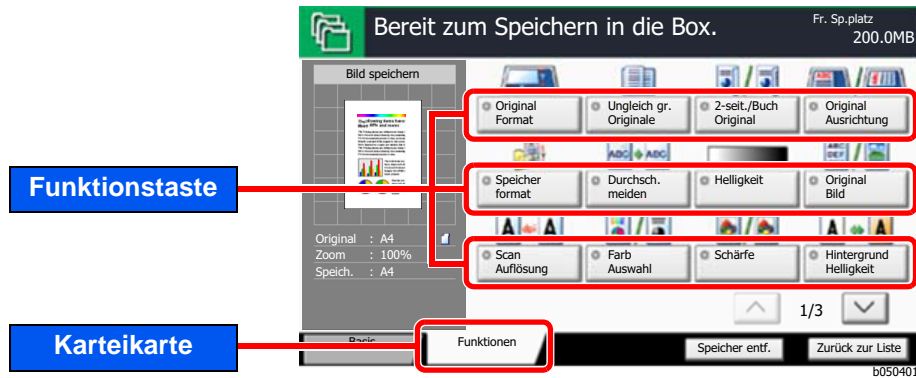 Bereit zum Speichern in die Box.
Fr. Sp.platz
200.0MB
Bild speichern
Original Format
Ungleich gr. Originale
2-seit./Buch Original
Original Ausrichtung
Funktionstaste
Speicher format
Durchsch. meiden
Helligkeit
Original Bild
Original : A4
Zoom : 100%
Speich. : A4
Scan Auflösung
Farb Auswahl
Schärfe
Hintergrund Helligkeit
1/3
Karteikarte
Basis
Funktionen
Speicher entf.
Zurück zur Liste
b050401